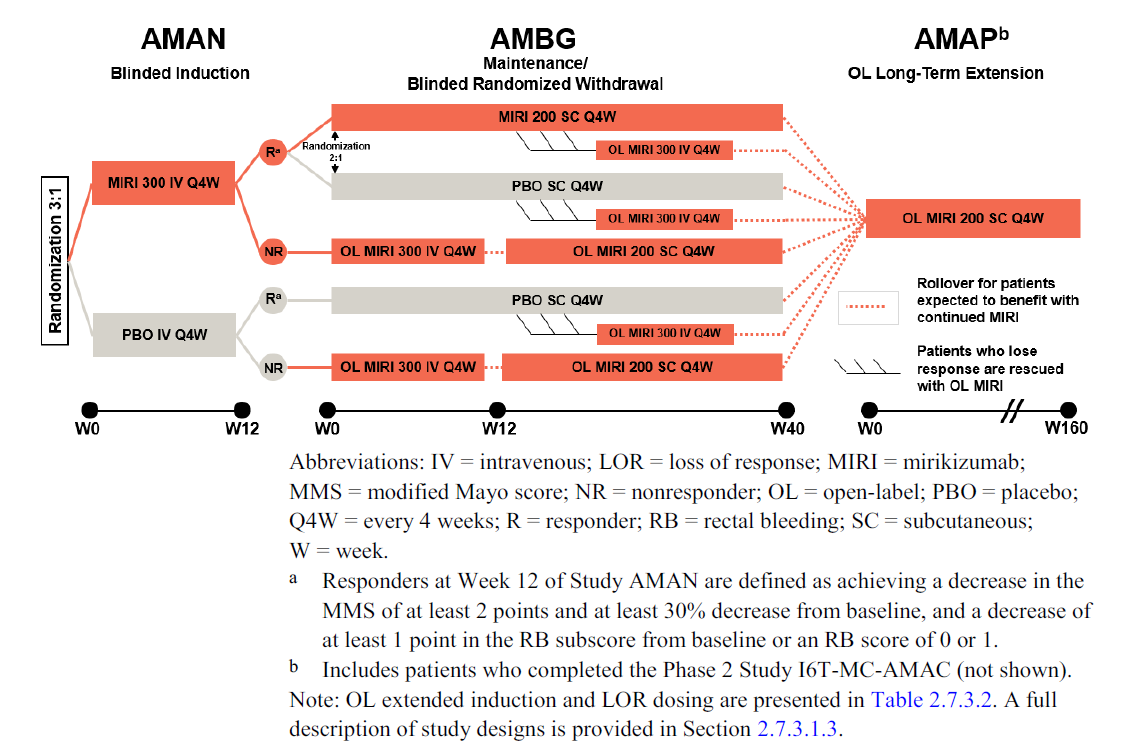 AMAN
Blinded Induction
AMBG
Maintenance/
Blinded Randomized Withdrawal
AMAPb
OL Long-Term Extension
Randomization 3:1
MIRI 300 IV Q4W
PBO IV Q4W
Ra
NR
Ra
NR
Randomization
2:1
MIRI 200 SC Q4W
OL MIRI 300 IV Q4W
PBO SC Q4W
OL MIRI 300 IV Q4W
OL MIRI 300 IV Q4W
OL MIRI 200 SC Q4W
PBO SC Q4W
OL MIRI 300 IV Q4W
OL MIRI 300 IV Q4W
OL MIRI 200 SC Q4W
OL MIRI 200 SC Q4W
Rollover for patients
expected to benefit with
continued MIRI
Patients who lose
response are rescued
with OL MIRI
W0
W12
W0
W12
W40
W0
W160
Abbreviations: IV = intravenous; LOR = loss of response; MIRI = mirikizumab;
MMS = modified Mayo score; NR = nonresponder; OL = open-label; PBO = placebo;
Q4W = every 4 weeks; R = responder; RB = rectal bleeding; SC = subcutaneous;
W = week.
a Responders at Week 12 of Study AMAN are defined as achieving a decrease in the
MMS of at least 2 points and at least 30% decrease from baseline, and a decrease of
at least 1 point in the RB subscore from baseline or an RB score of 0 or 1.
b Includes patients who completed the Phase 2 Study I6T-MC-AMAC (not shown).
Note: OL extended induction and LOR dosing are presented in Table 2.7.3.2. A full
description of study designs is provided in Section 2.7.3.1.3.